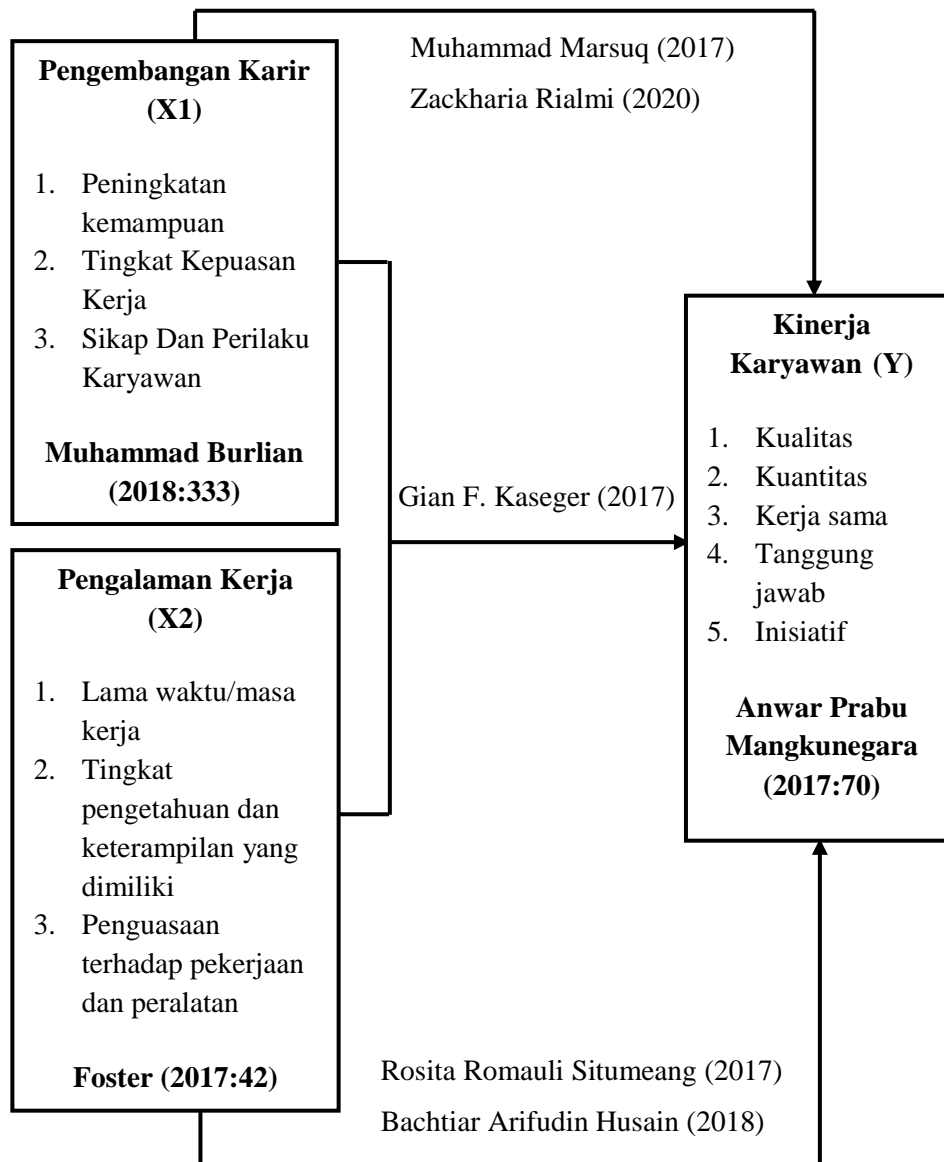 Pengembangan Karir
(X1)
1. Peningkatan
kemampuan
2. Tingkat Kepuasan
Kerja
3. Sikap Dan Perilaku
Karyawan
Muhammad Burlian
(2018:333)
Muhammad Marsuq (2017)
Zackharia Rialmi (2020)
Gian F. Kaseger (2017)
Pengalaman Kerja
(X2)
1. Lama waktu/masa
kerja
2. Tingkat
pengetahuan dan
keterampilan yang
dimiliki
3. Penguasaan
terhadap pekerjaan
dan peralatan
Foster (2017:42)
Rosita Romauli Situmeang (2017)
Bachtiar Arifudin Husain (2018)
Kinerja
Karyawan (Y)
1. Kualitas
2. Kuantitas
3. Kerja sama
4. Tanggung
jawab
5. Inisiatif
Anwar Prabu
Mangkunegara
(2017:70)